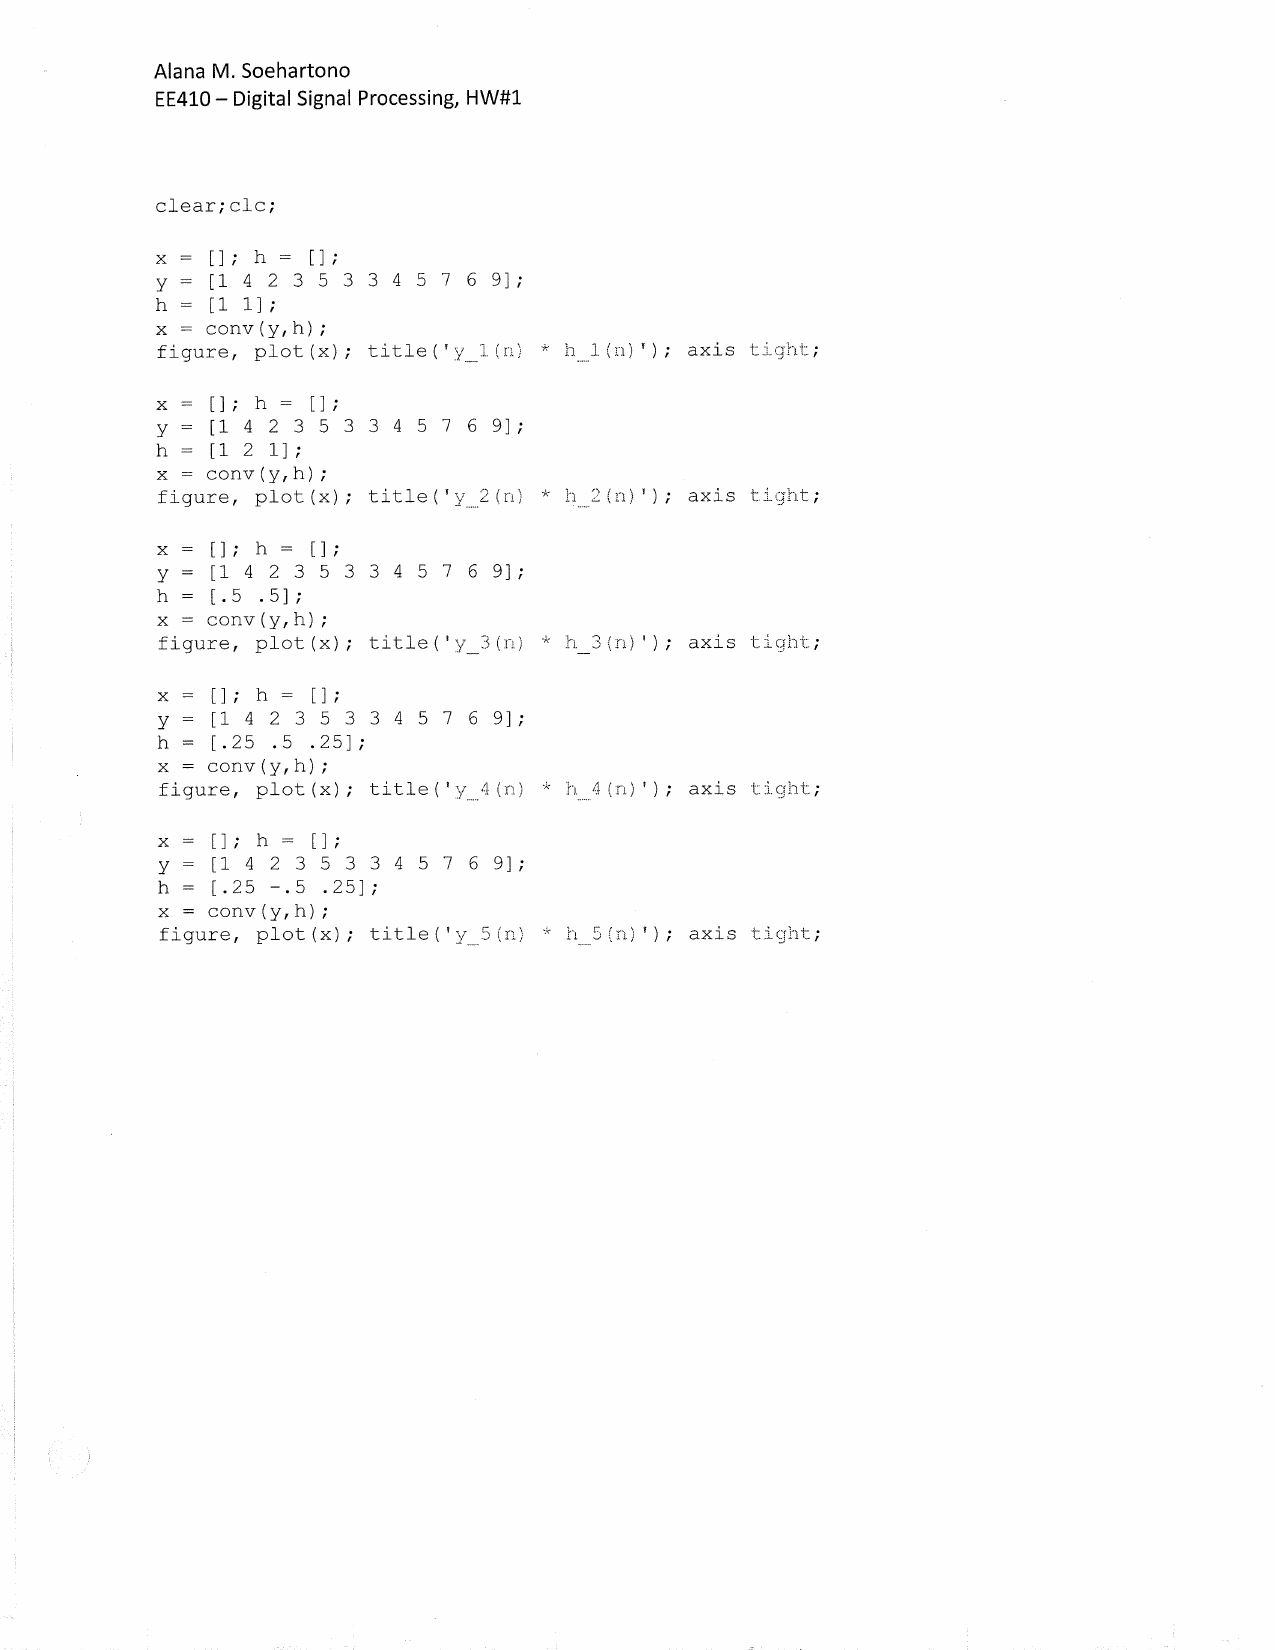 Alana M. Soehartono
EE410 – Digital Signal Processing, HW#1
clear;clc;
x = []; h = [];
y = [1 4 2 3 5 3 3 4 5 7 6 9];
h = [1 1];
x = conv(y,h);
figure, plot(x); title('y_1(n) * h_1(n)'); axis tight;
x = []; h = [];
y = [1 4 2 3 5 3 3 4 5 7 6 9];
h = [1 2 1];
x = conv(y,h);
figure, plot(x); title('y_2(n) * h_2(n)'); axis tight;
x = []; h = [];
y = [1 4 2 3 5 3 3 4 5 7 6 9];
h = [.5 .5];
x = conv(y,h);
figure, plot(x); title('y_3(n) * h_3(n)'); axis tight;
x = []; h = [];
y = [1 4 2 3 5 3 3 4 5 7 6 9];
h = [.25 .5 .25];
x = conv(y,h);
figure, plot(x); title('y_4(n) * h_4(n)'); axis tight;
x = []; h = [];
y = [1 4 2 3 5 3 3 4 5 7 6 9];
h = [.25 -.5 .25];
x = conv(y,h);
figure, plot(x); title('y_5(n) * h_5(n)'); axis tight;